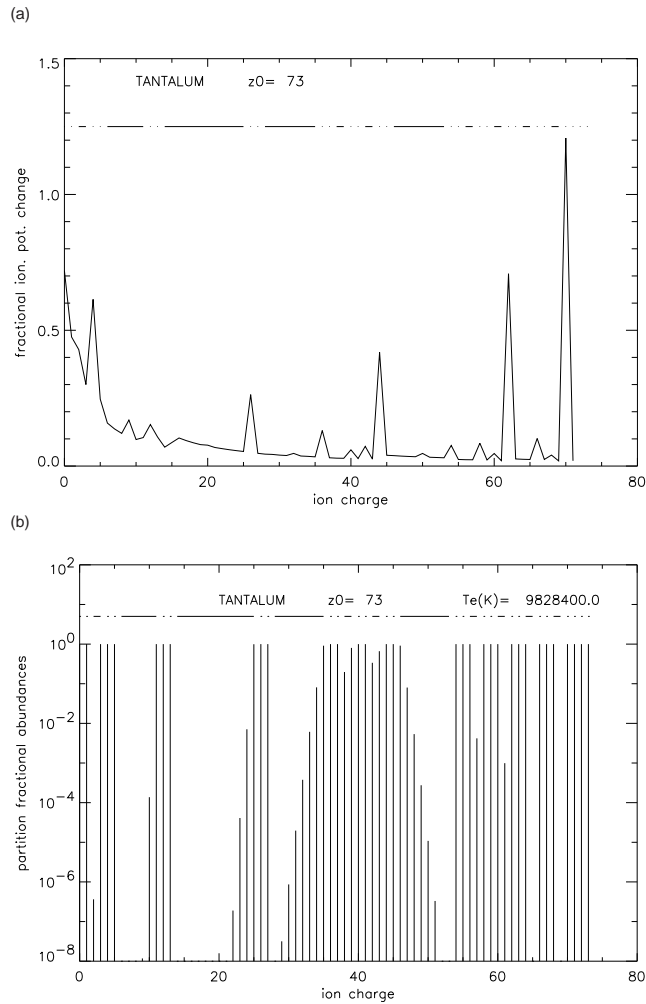 (a)
1.5
TANTALUM z0= 73
1.0
fractional ion. pot. change
0.5
0.0
0 20 40 60 80
ion charge
(b)
10^2
TANTALUM z0= 73 Te(K)= 9828400.0
10^0
partition fractional abundances
10^-2
10^-4
10^-6
10^-8
0 20 40 60 80
ion charge